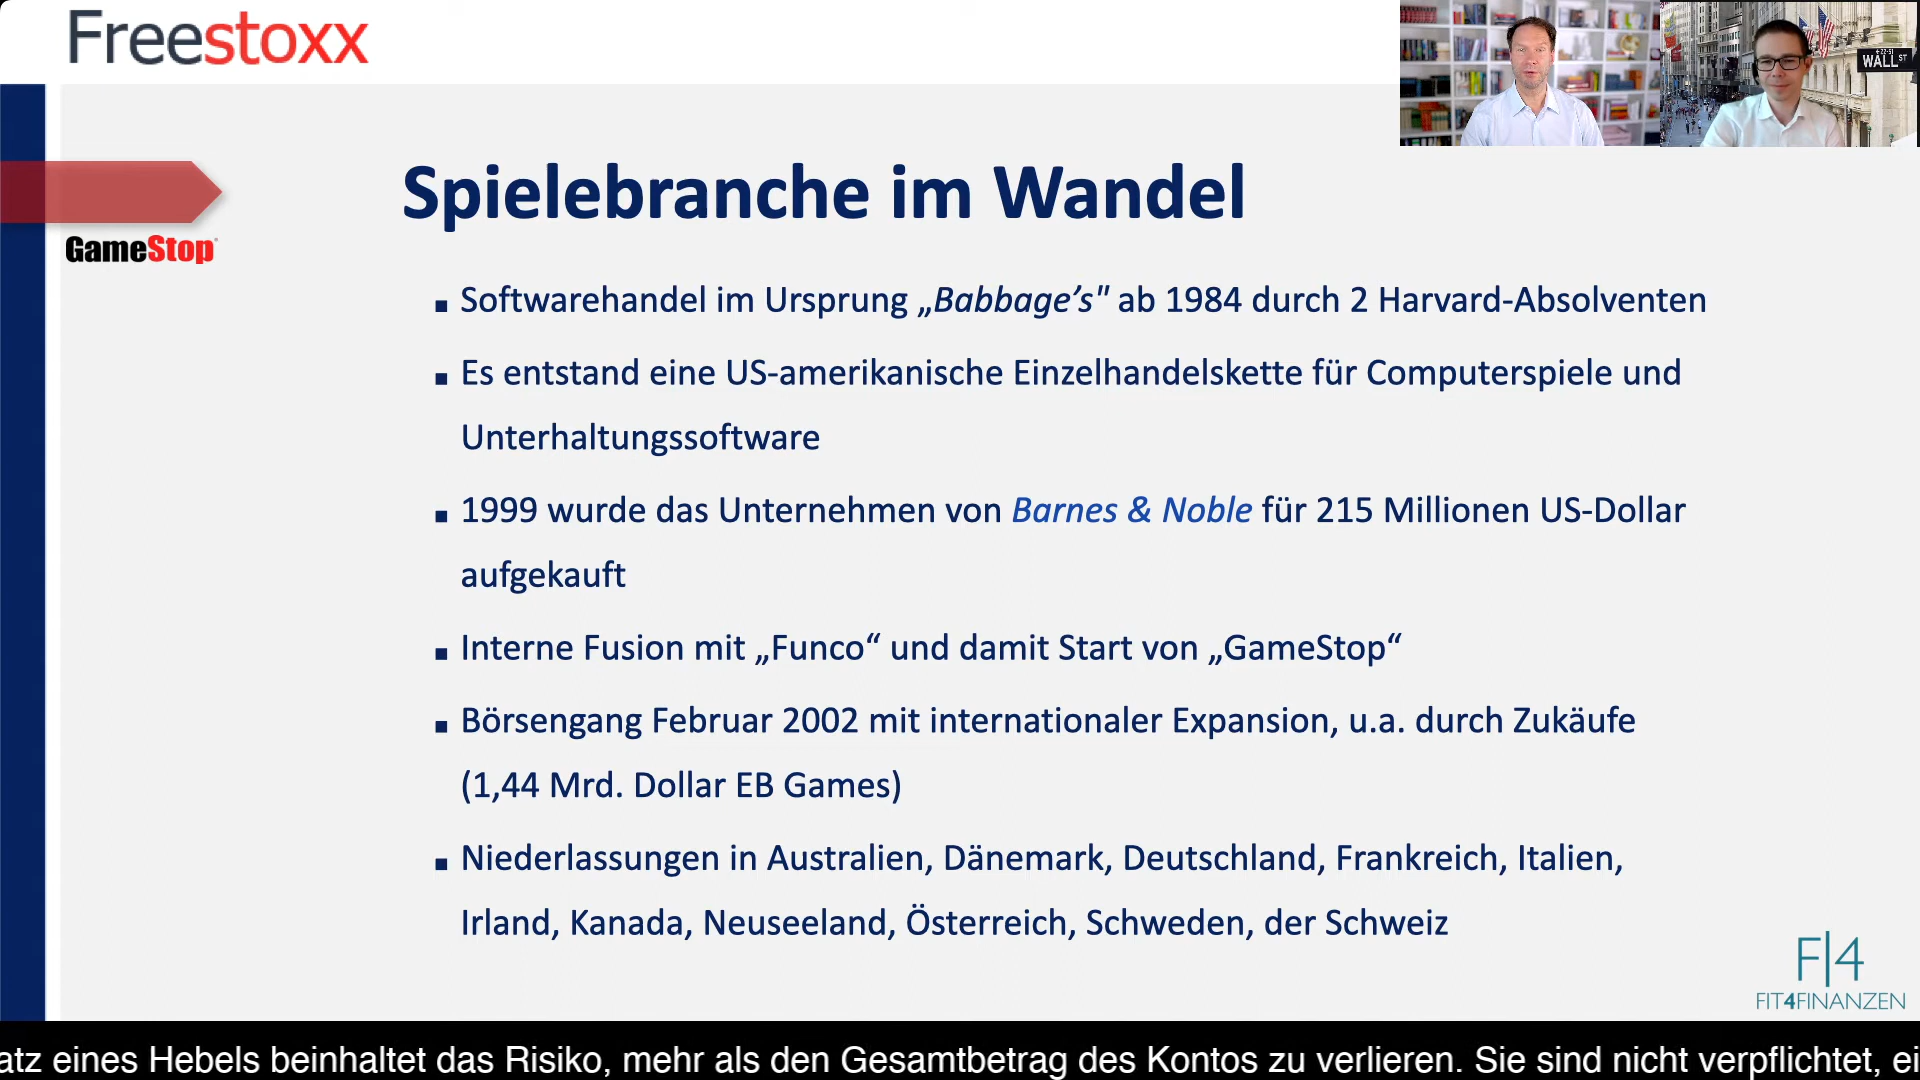 Freestoxx
WALL ST
GameStop
Spielebranche im Wandel
▪ Softwarehandel im Ursprung „Babbage’s" ab 1984 durch 2 Harvard-Absolventen
▪ Es entstand eine US-amerikanische Einzelhandelskette für Computerspiele und
Unterhaltungssoftware
▪ 1999 wurde das Unternehmen von Barnes & Noble für 215 Millionen US-Dollar
aufgekauft
▪ Interne Fusion mit „Funco“ und damit Start von „GameStop“
▪ Börsengang Februar 2002 mit internationaler Expansion, u.a. durch Zukäufe
(1,44 Mrd. Dollar EB Games)
▪ Niederlassungen in Australien, Dänemark, Deutschland, Frankreich, Italien,
Irland, Kanada, Neuseeland, Österreich, Schweden, der Schweiz
F|4
FIT4FINANZEN
atz eines Hebels beinhaltet das Risiko, mehr als den Gesamtbetrag des Kontos zu verlieren. Sie sind nicht verpflichtet, ei